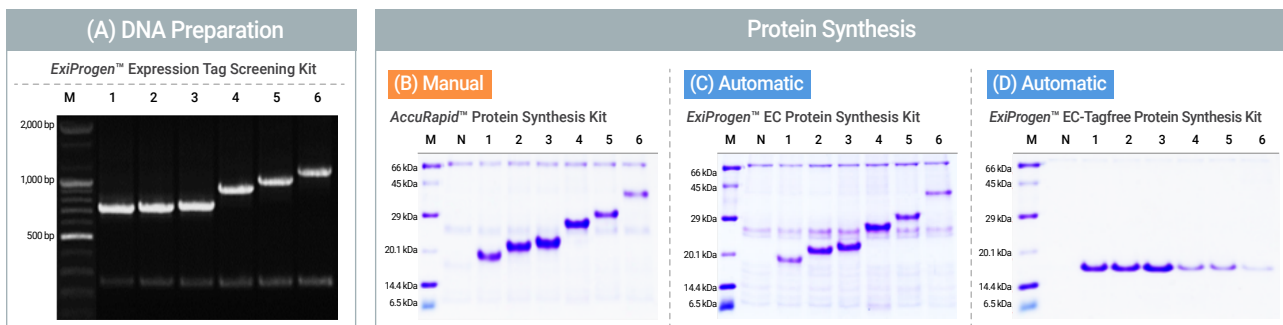 (A) DNA Preparation
ExiProgen™ Expression Tag Screening Kit
M 1 2 3 4 5 6
2,000 bp
1,000 bp
500 bp
Protein Synthesis
(B) Manual
AccuRapid™ Protein Synthesis Kit
M N 1 2 3 4 5 6
66 kDa
45 kDa
29 kDa
20.1 kDa
14.4 kDa
6.5 kDa
(C) Automatic
ExiProgen™ EC Protein Synthesis Kit
M N 1 2 3 4 5 6
66 kDa
45 kDa
29 kDa
20.1 kDa
14.4 kDa
6.5 kDa
(D) Automatic
ExiProgen™ EC-Tagfree Protein Synthesis Kit
M N 1 2 3 4 5 6
66 kDa
45 kDa
29 kDa
20.1 kDa
14.4 kDa
6.5 kDa